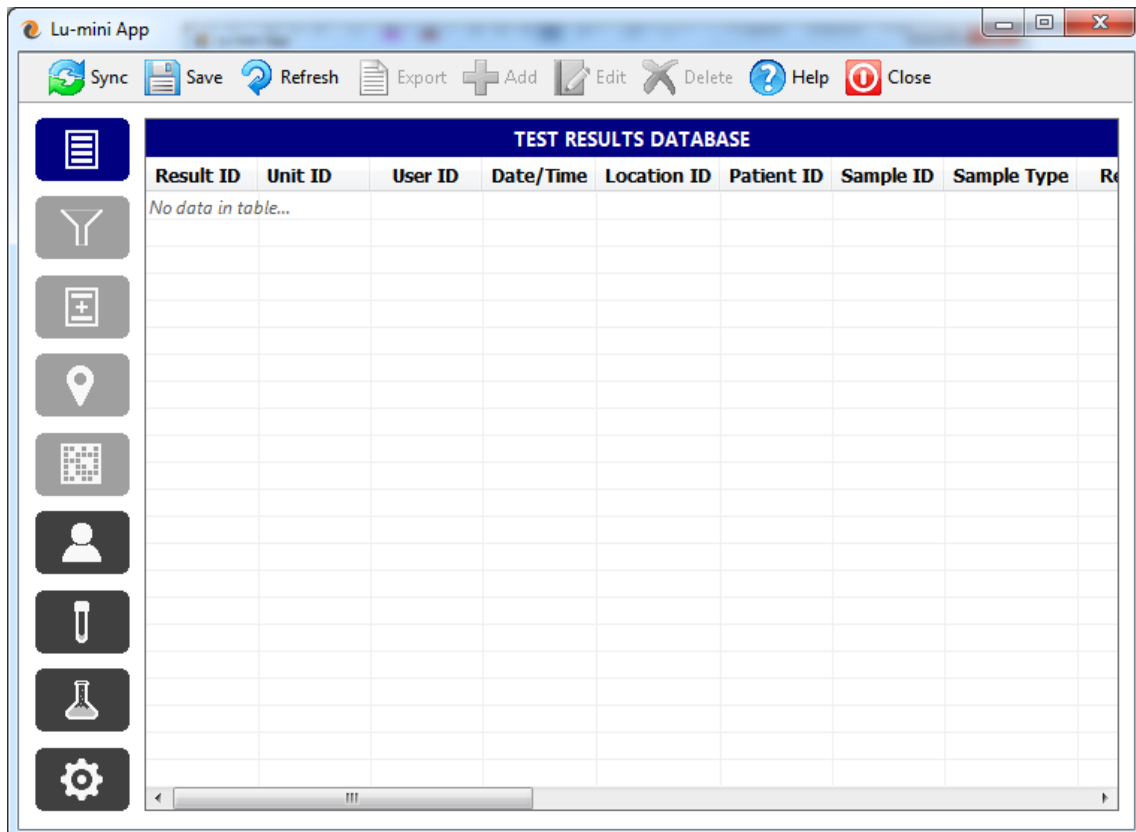 Lu-mini App
Sync Save Refresh Export Add Edit Delete Help Close
TEST RESULTS DATABASE
Result ID Unit ID User ID Date/Time Location ID Patient ID Sample ID Sample Type
No data in table...